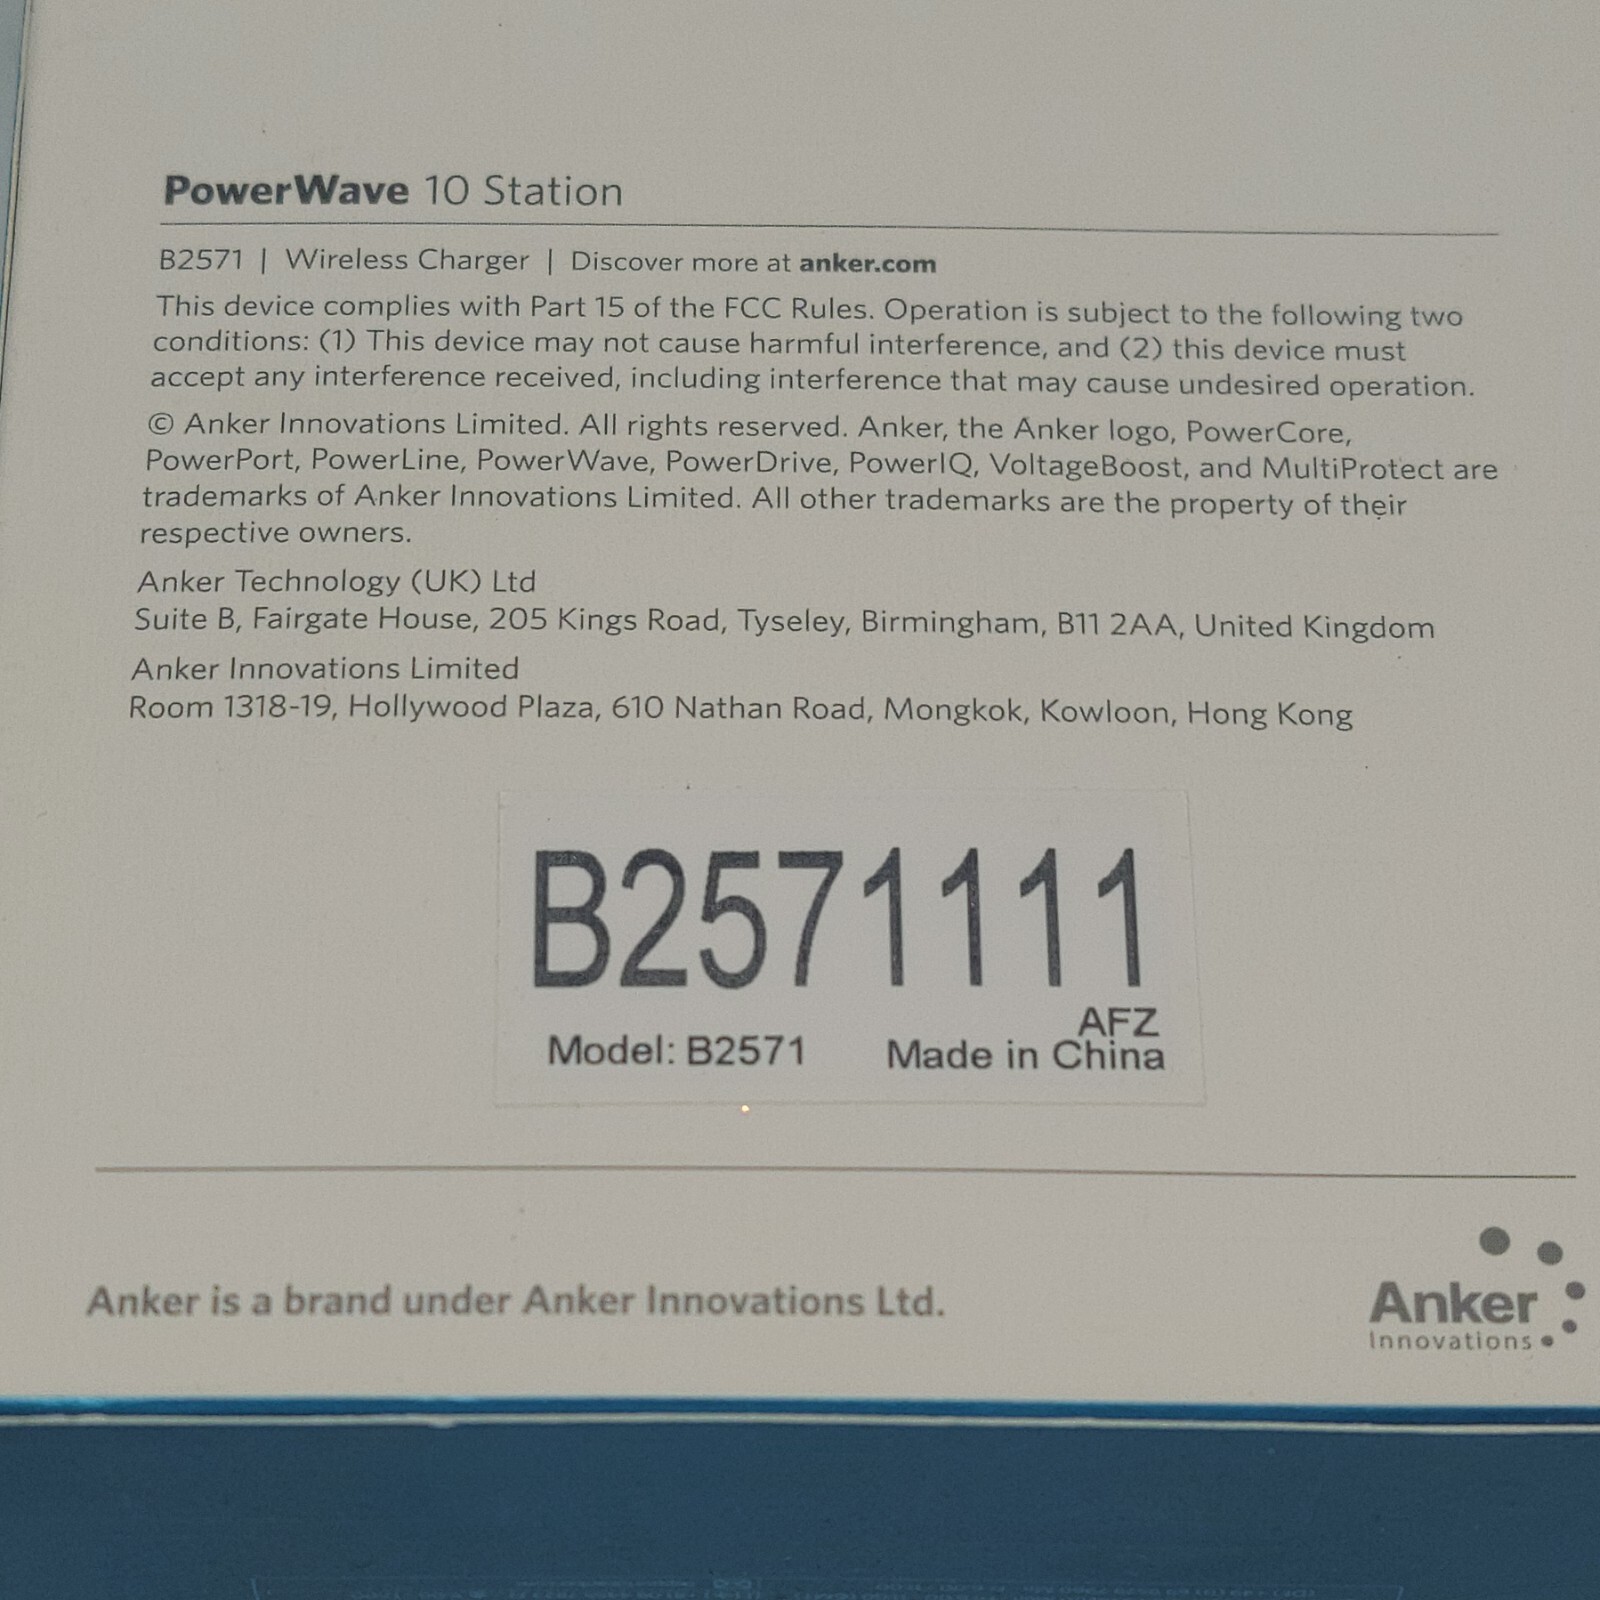 PowerWave 10 Station
B2571 | Wireless Charger | Discover more at anker.com
This device complies with Part 15 of the FCC Rules. Operation is subject to the following two
conditions: (1) This device may not cause harmful interference, and (2) this device must
accept any interference received, including interference that may cause undesired operation.
© Anker Innovations Limited. All rights reserved. Anker, the Anker logo, PowerCore,
PowerPort, PowerLine, PowerWave, PowerDrive, PowerIQ, VoltageBoost, and MultiProtect are
trademarks of Anker Innovations Limited. All other trademarks are the property of their
respective owners.
Anker Technology (UK) Ltd
Suite B, Fairgate House, 205 Kings Road, Tyseley, Birmingham, B11 2AA, United Kingdom
Anker Innovations Limited
Room 1318-19, Hollywood Plaza, 610 Nathan Road, Mongkok, Kowloon, Hong Kong
B2571111
AFZ
Model: B2571 Made in China
Anker is a brand under Anker Innovations Ltd.
Anker
Innovations